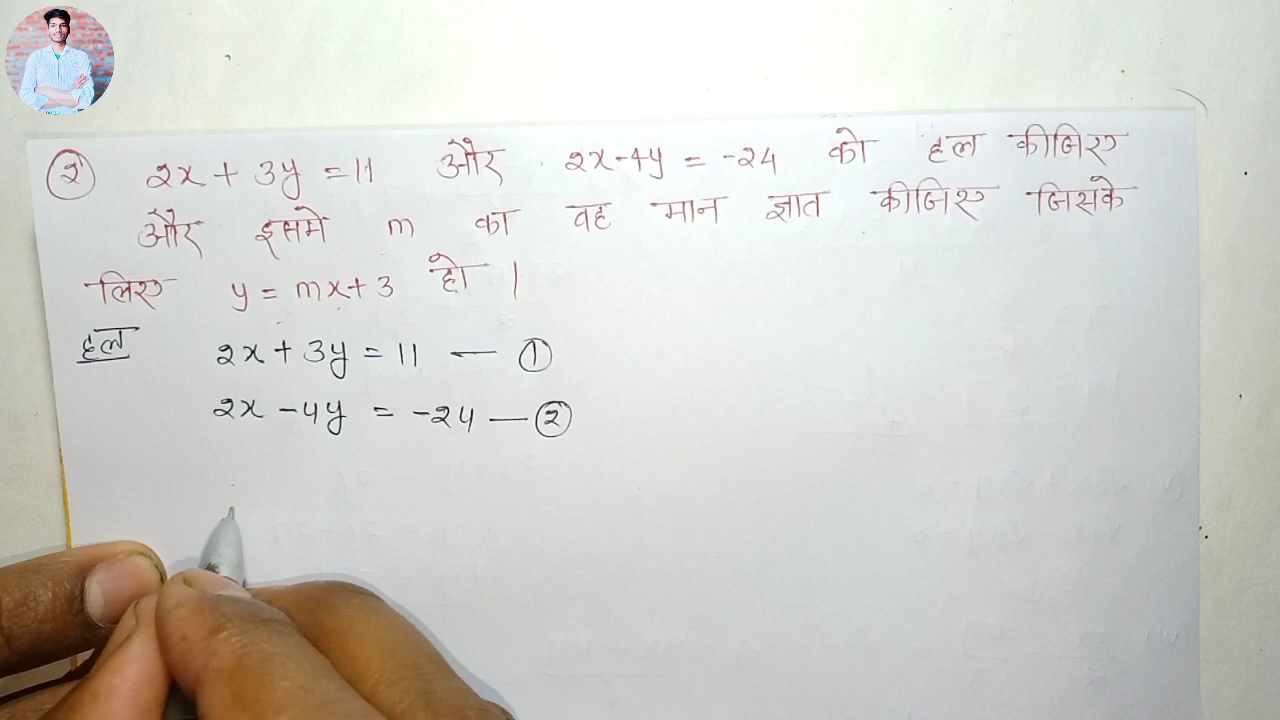 २ 2x + 3y = 11 और 2x-4y = -24 को हल कीजिए
और इसमे m का वह मान ज्ञात कीजिए जिसके
लिए y = mx+3 हो ।
हल 2x + 3y = 11 — ①
2x - 4y = -24 — ②